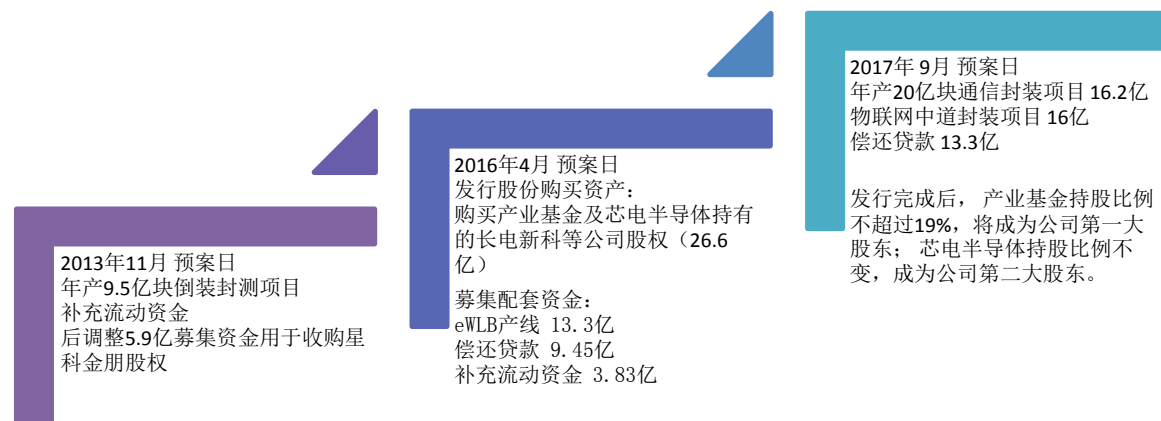 2013年11月 预案日
年产9.5亿块倒装封测项目
补充流动资金
后调整5.9亿募集资金用于收购星
科金朋股权
2016年4月 预案日
发行股份购买资产：
购买产业基金及芯电半导体持有
的长电新科等公司股权（26.6
亿）
募集配套资金：
eWLB产线 13.3亿
偿还贷款 9.45亿
补充流动资金 3.83亿
2017年 9月 预案日
年产20亿块通信封装项目 16.2亿
物联网中道封装项目 16亿
偿还贷款 13.3亿
发行完成后， 产业基金持股比例
不超过19%，将成为公司第一大
股东； 芯电半导体持股比例不
变，成为公司第二大股东。